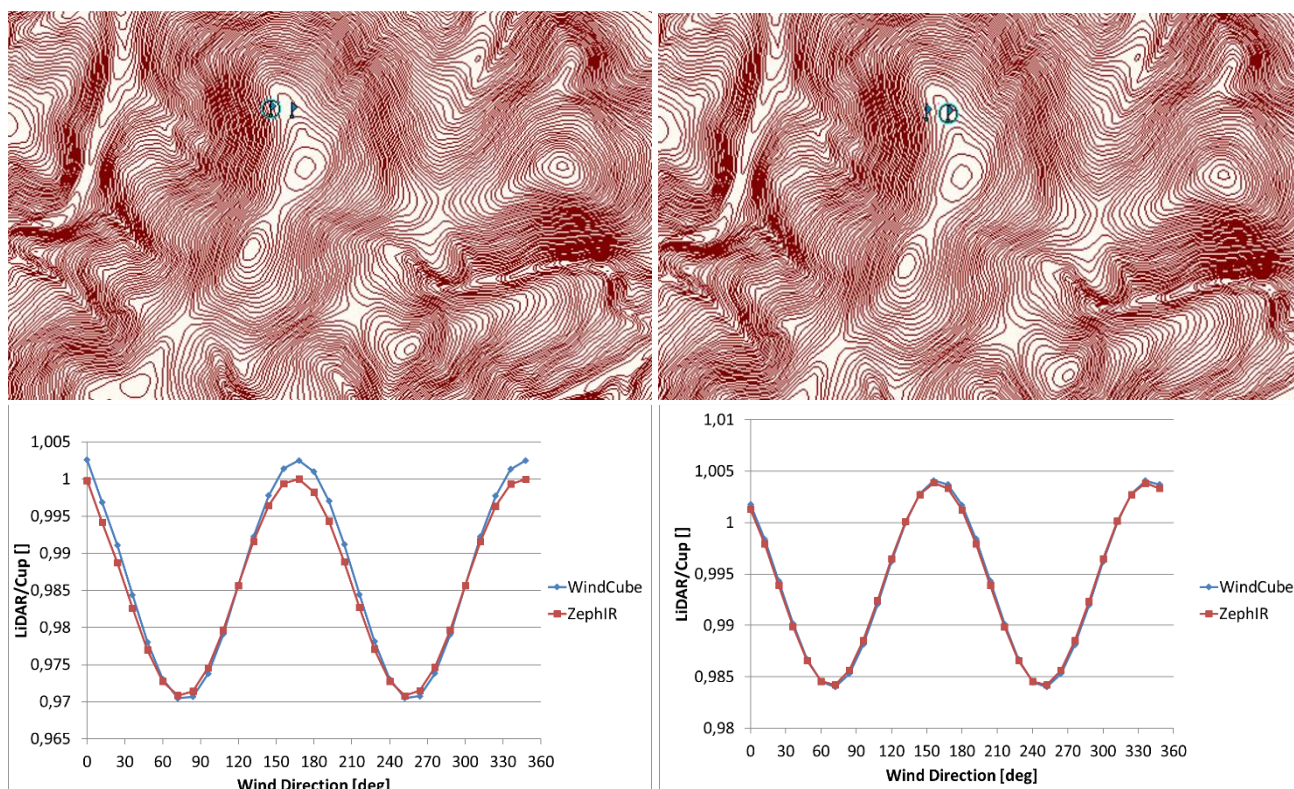 1,005
1
0,995
0,99
0,985
0,98
0,975
0,97
0,965
LiDAR/Cup []
0 30 60 90 120 150 180 210 240 270 300 330 360
Wind Direction [deg]
WindCube
ZephIR
1,01
1,005
1
0,995
0,99
0,985
0,98
LiDAR/Cup []
0 30 60 90 120 150 180 210 240 270 300 330 360
Wind Direction [deg]
WindCube
ZephIR